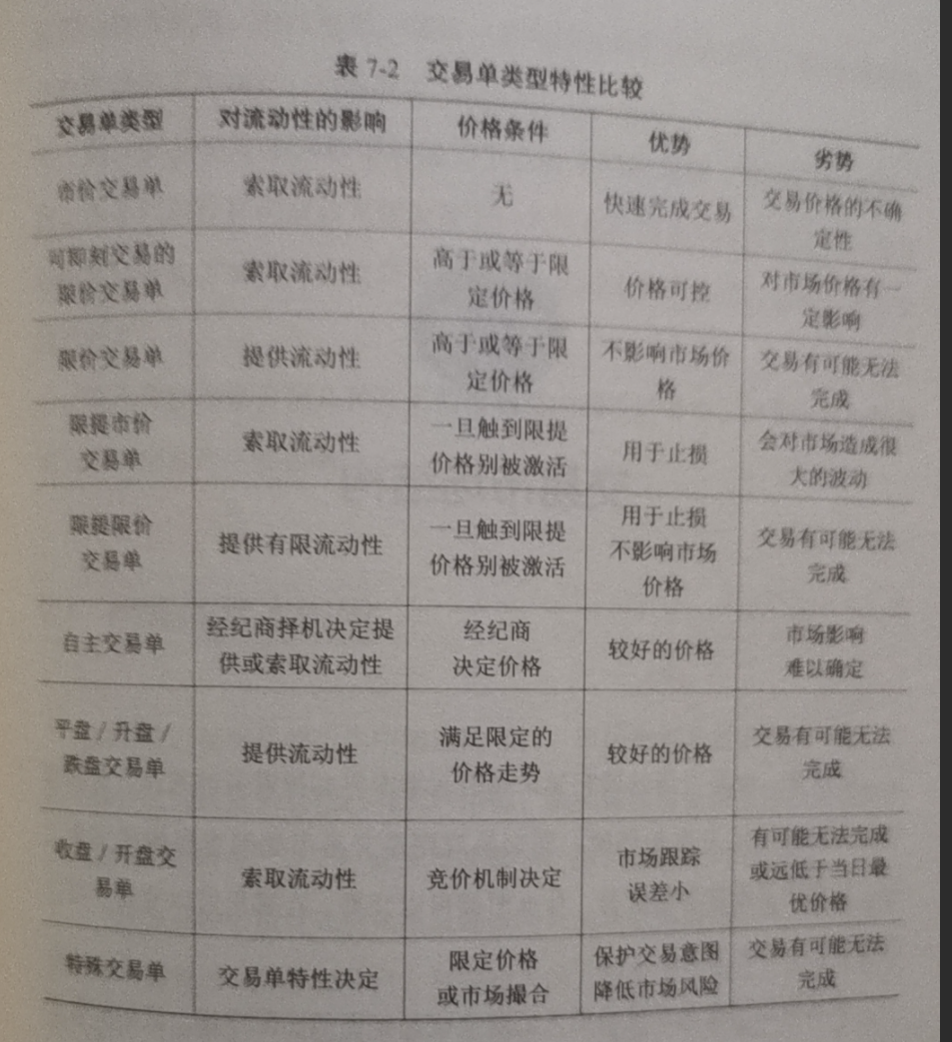 表 7-2 交易单类型特性比较
交易单类型 对流动性的影响 价格条件 优势 劣势
市价交易单 索取流动性 无 快速完成交易 交易价格的不确
定性
可即刻交易的 索取流动性 高于或等于限 价格可控 对市场价格有一
限价交易单 定价格 定影响
限价交易单 提供流动性 高于或等于限 不影响市场价 交易有可能无法
定价格 格 完成
限提市价 索取流动性 一旦触到限提 用于止损 会对市场造成很
交易单 价格别被激活 大的波动
限提限价 提供有限流动性 一旦触到限提 用于止损 交易有可能无法
交易单 价格别被激活 不影响市场 完成
价格
自主交易单 经纪商择机决定提 经纪商 较好的价格 市场影响
供或索取流动性 决定价格 难以确定
平盘/升盘/ 提供流动性 满足限定的 较好的价格 交易有可能无法
跌盘交易单 价格走势 完成
收盘/开盘交 索取流动性 竞价机制决定 市场跟踪 有可能无法完成
易单 误差小 或远低于当日最
优价格
特殊交易单 交易单特性决定 限定价格 保护交易意图 交易有可能无法
或市场撮合 降低市场风险 完成